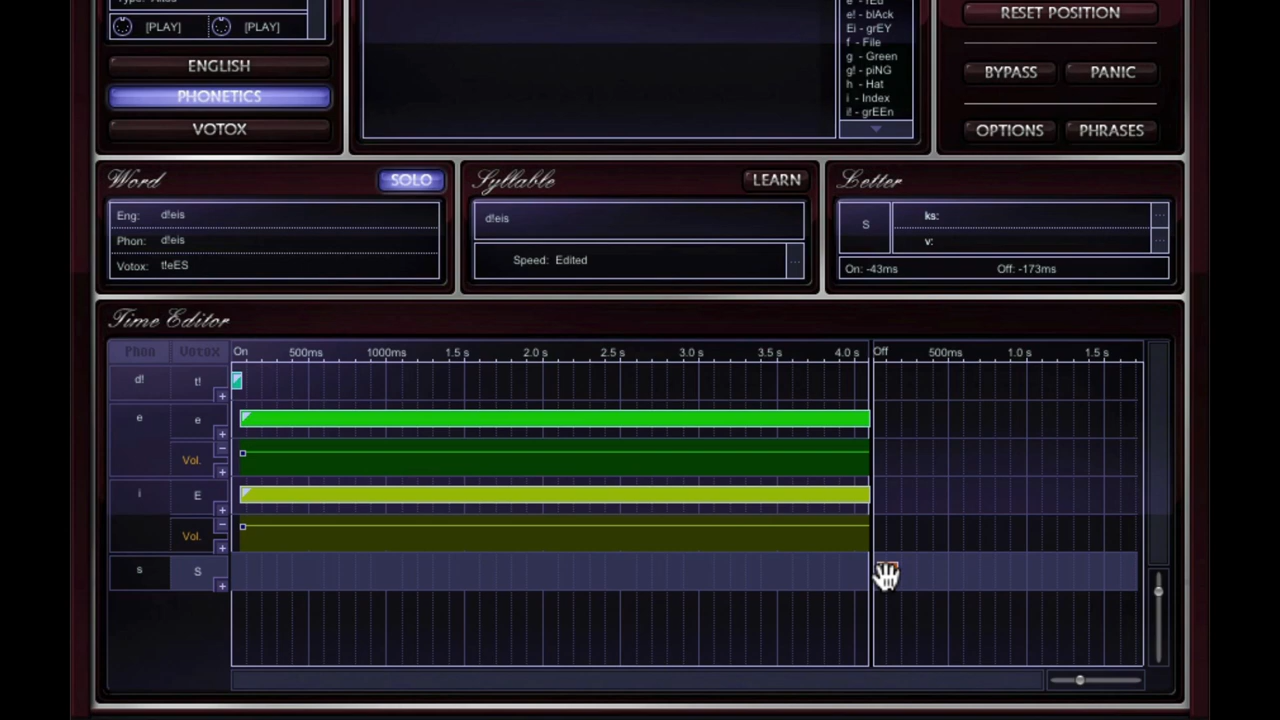 [PLAY] [PLAY]
ENGLISH
PHONETICS
VOTOX
e! - blAck
Ei - grEY
f - File
g - Green
g! - piNG
h - Hat
i - Index
i! - grEEn
RESET POSITION
BYPASS PANIC
OPTIONS PHRASES
Word SOLO
Eng: d!eis
Phon: d!eis
Votox: t!eES
Syllable LEARN
d!eis
Speed: Edited ...
Letter
S ks: ...
v: ...
On: -43ms Off: -173ms
Time Editor
Phon Votox On 500ms 1000ms 1.5 s 2.0 s 2.5 s 3.0 s 3.5 s 4.0 s Off 500ms 1.0 s 1.5 s
d! t! +
e e +
Vol. - +
i E +
Vol. - +
s S +